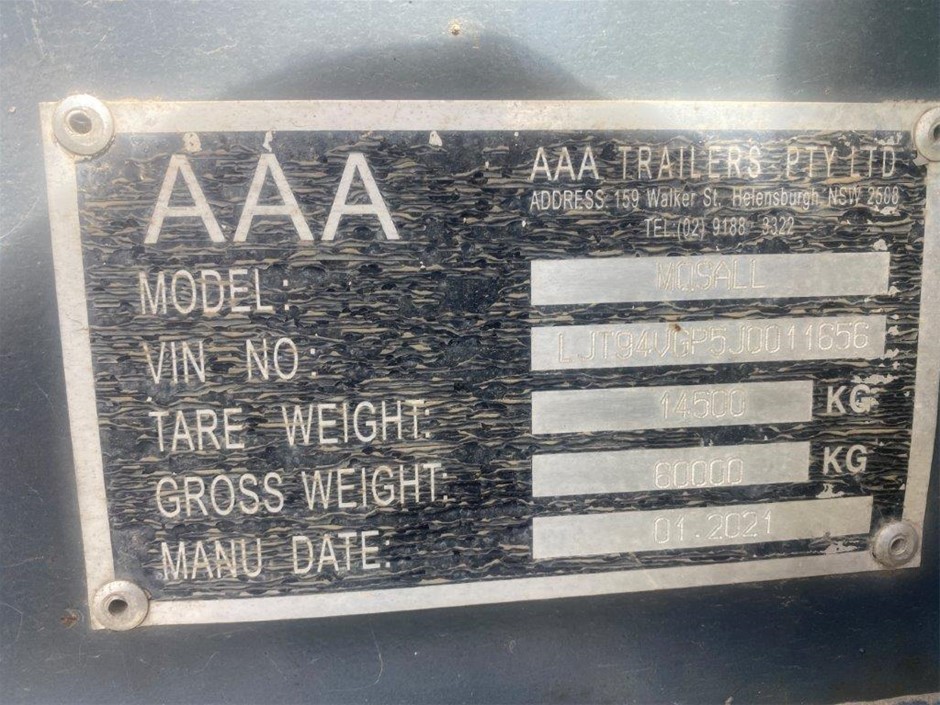 AAA
AAA TRAILERS PTY.LTD
ADDRESS: 159 Walker St. Helensburgh, NSW 2508
TEL:(02) 9188 3322
MODEL: MQSALL
VIN NO: LJT94VGP5J0011656
TARE WEIGHT: 14500 KG
GROSS WEIGHT: 60000 KG
MANU DATE: 01.2021